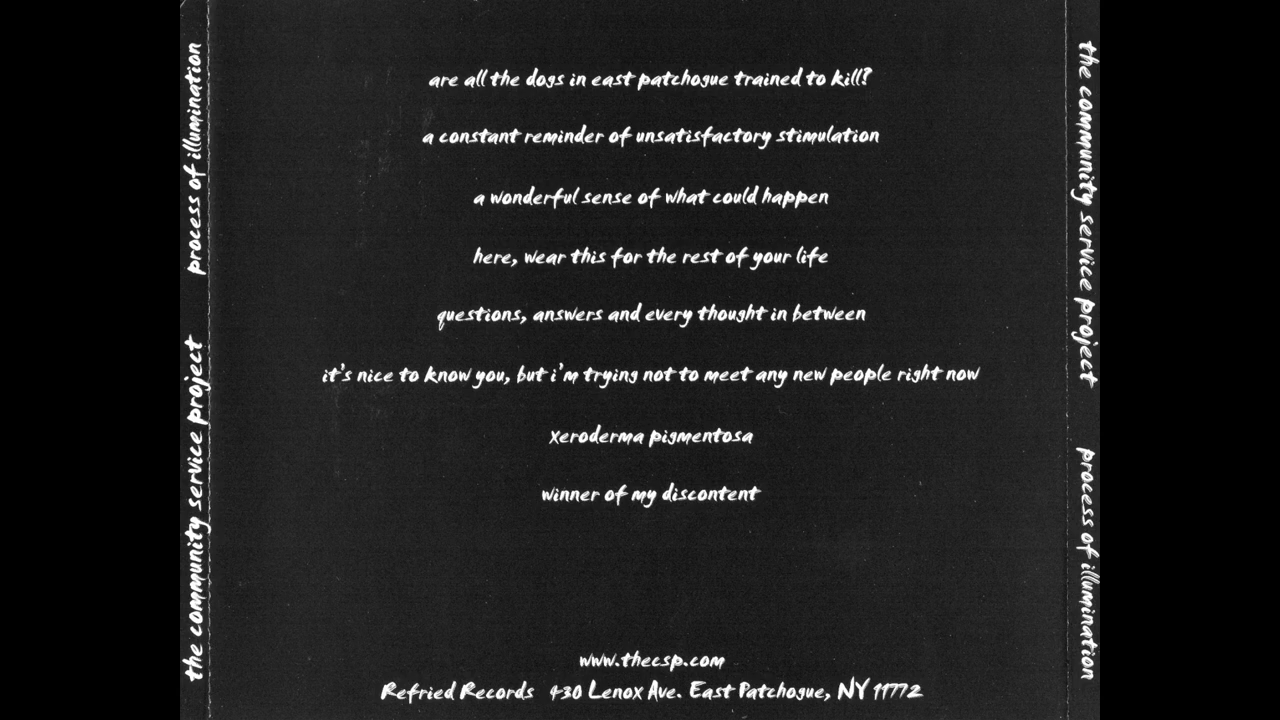 are all the dogs in east patchogue trained to kill?
a constant reminder of unsatisfactory stimulation
a wonderful sense of what could happen
here, wear this for the rest of your life
questions, answers and every thought in between
it's nice to know you, but i'm trying not to meet any new people right now
xeroderma pigmentosa
winner of my discontent
www.thecsp.com
Refried Records 430 Lenox Ave. East Patchogue, NY 11772
the community service project process of illumination
the community service project process of illumination